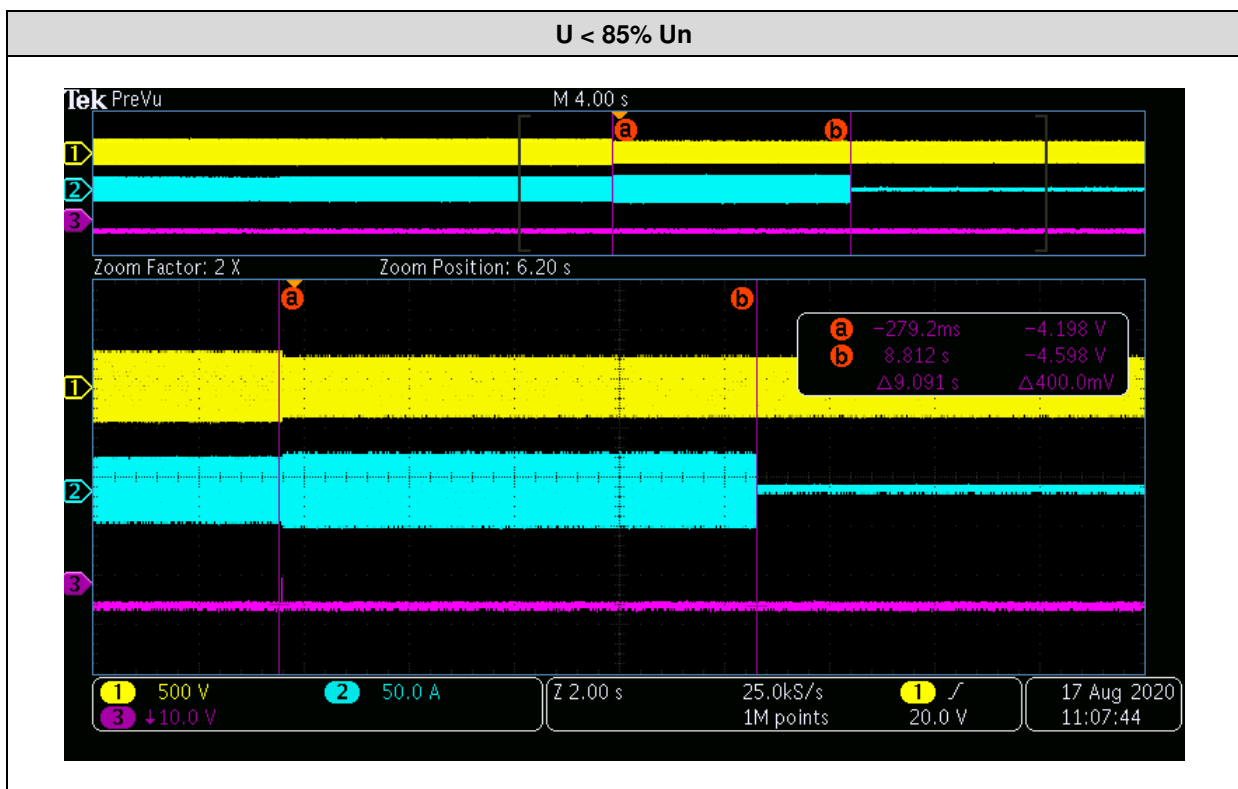 U < 85% Un
Tek PreVu M 4.00 s
a b
1
2
3
Zoom Factor: 2 X Zoom Position: 6.20 s
a b
a -279.2ms -4.198 V
b 8.812 s -4.598 V
Δ9.091 s Δ400.0mV
1
2
3
1 500 V 2 50.0 A Z 2.00 s 25.0kS/s 1 17 Aug 2020
3 ↓10.0 V 1M points 20.0 V 11:07:44